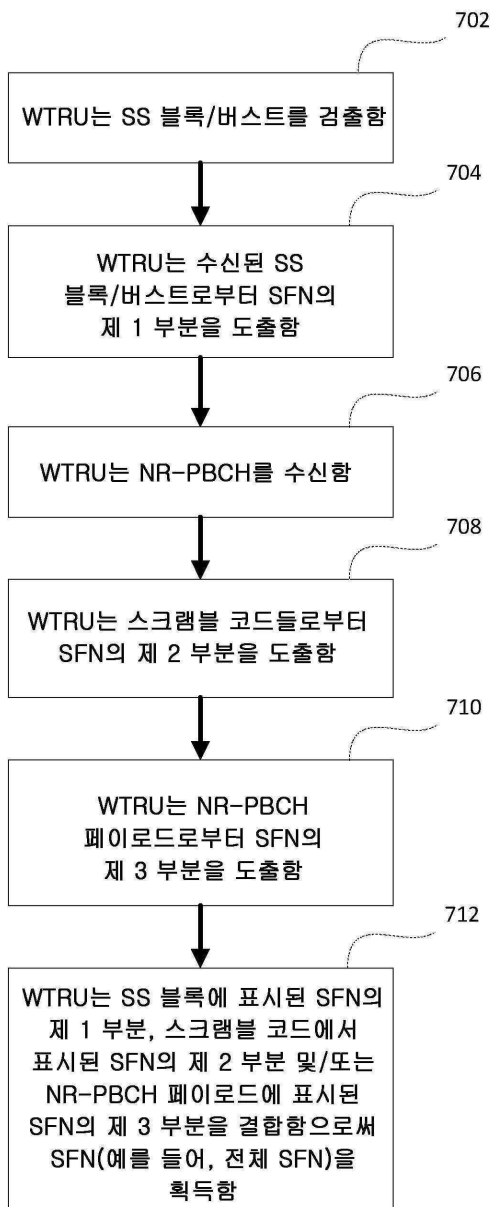 702
WTRU는 SS 블록/버스트를 검출함
704
WTRU는 수신된 SS
블록/버스트로부터 SFN의
제 1 부분을 도출함
706
WTRU는 NR-PBCH를 수신함
708
WTRU는 스크램블 코드들로부터
SFN의 제 2 부분을 도출함
710
WTRU는 NR-PBCH
페이로드로부터 SFN의
제 3 부분을 도출함
712
WTRU는 SS 블록에 표시된 SFN의
제 1 부분, 스크램블 코드에서
표시된 SFN의 제 2 부분 및/또는
NR-PBCH 페이로드에 표시된
SFN의 제 3 부분을 결합함으로써
SFN(예를 들어, 전체 SFN)을
획득함